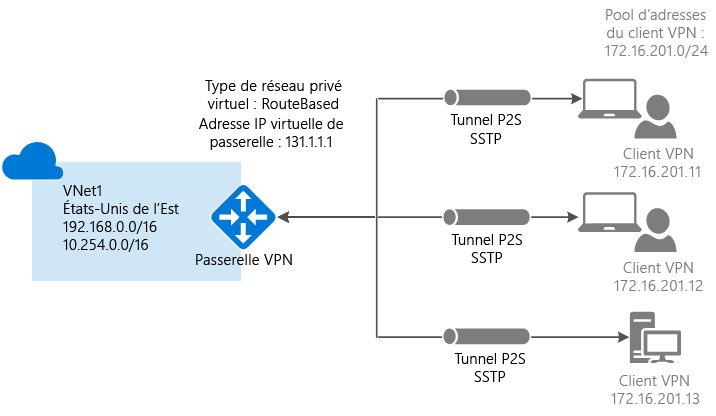 Pool d'adresses
du client VPN :
172.16.201.0/24
Type de réseau privé
virtuel : RouteBased
Adresse IP virtuelle de
passerelle : 131.1.1.1
Tunnel P2S
SSTP
Client VPN
172.16.201.11
VNet1
États-Unis de l'Est
192.168.0.0/16
10.254.0.0/16
Passerelle VPN
Tunnel P2S
SSTP
Client VPN
172.16.201.12
Tunnel P2S
SSTP
Client VPN
172.16.201.13